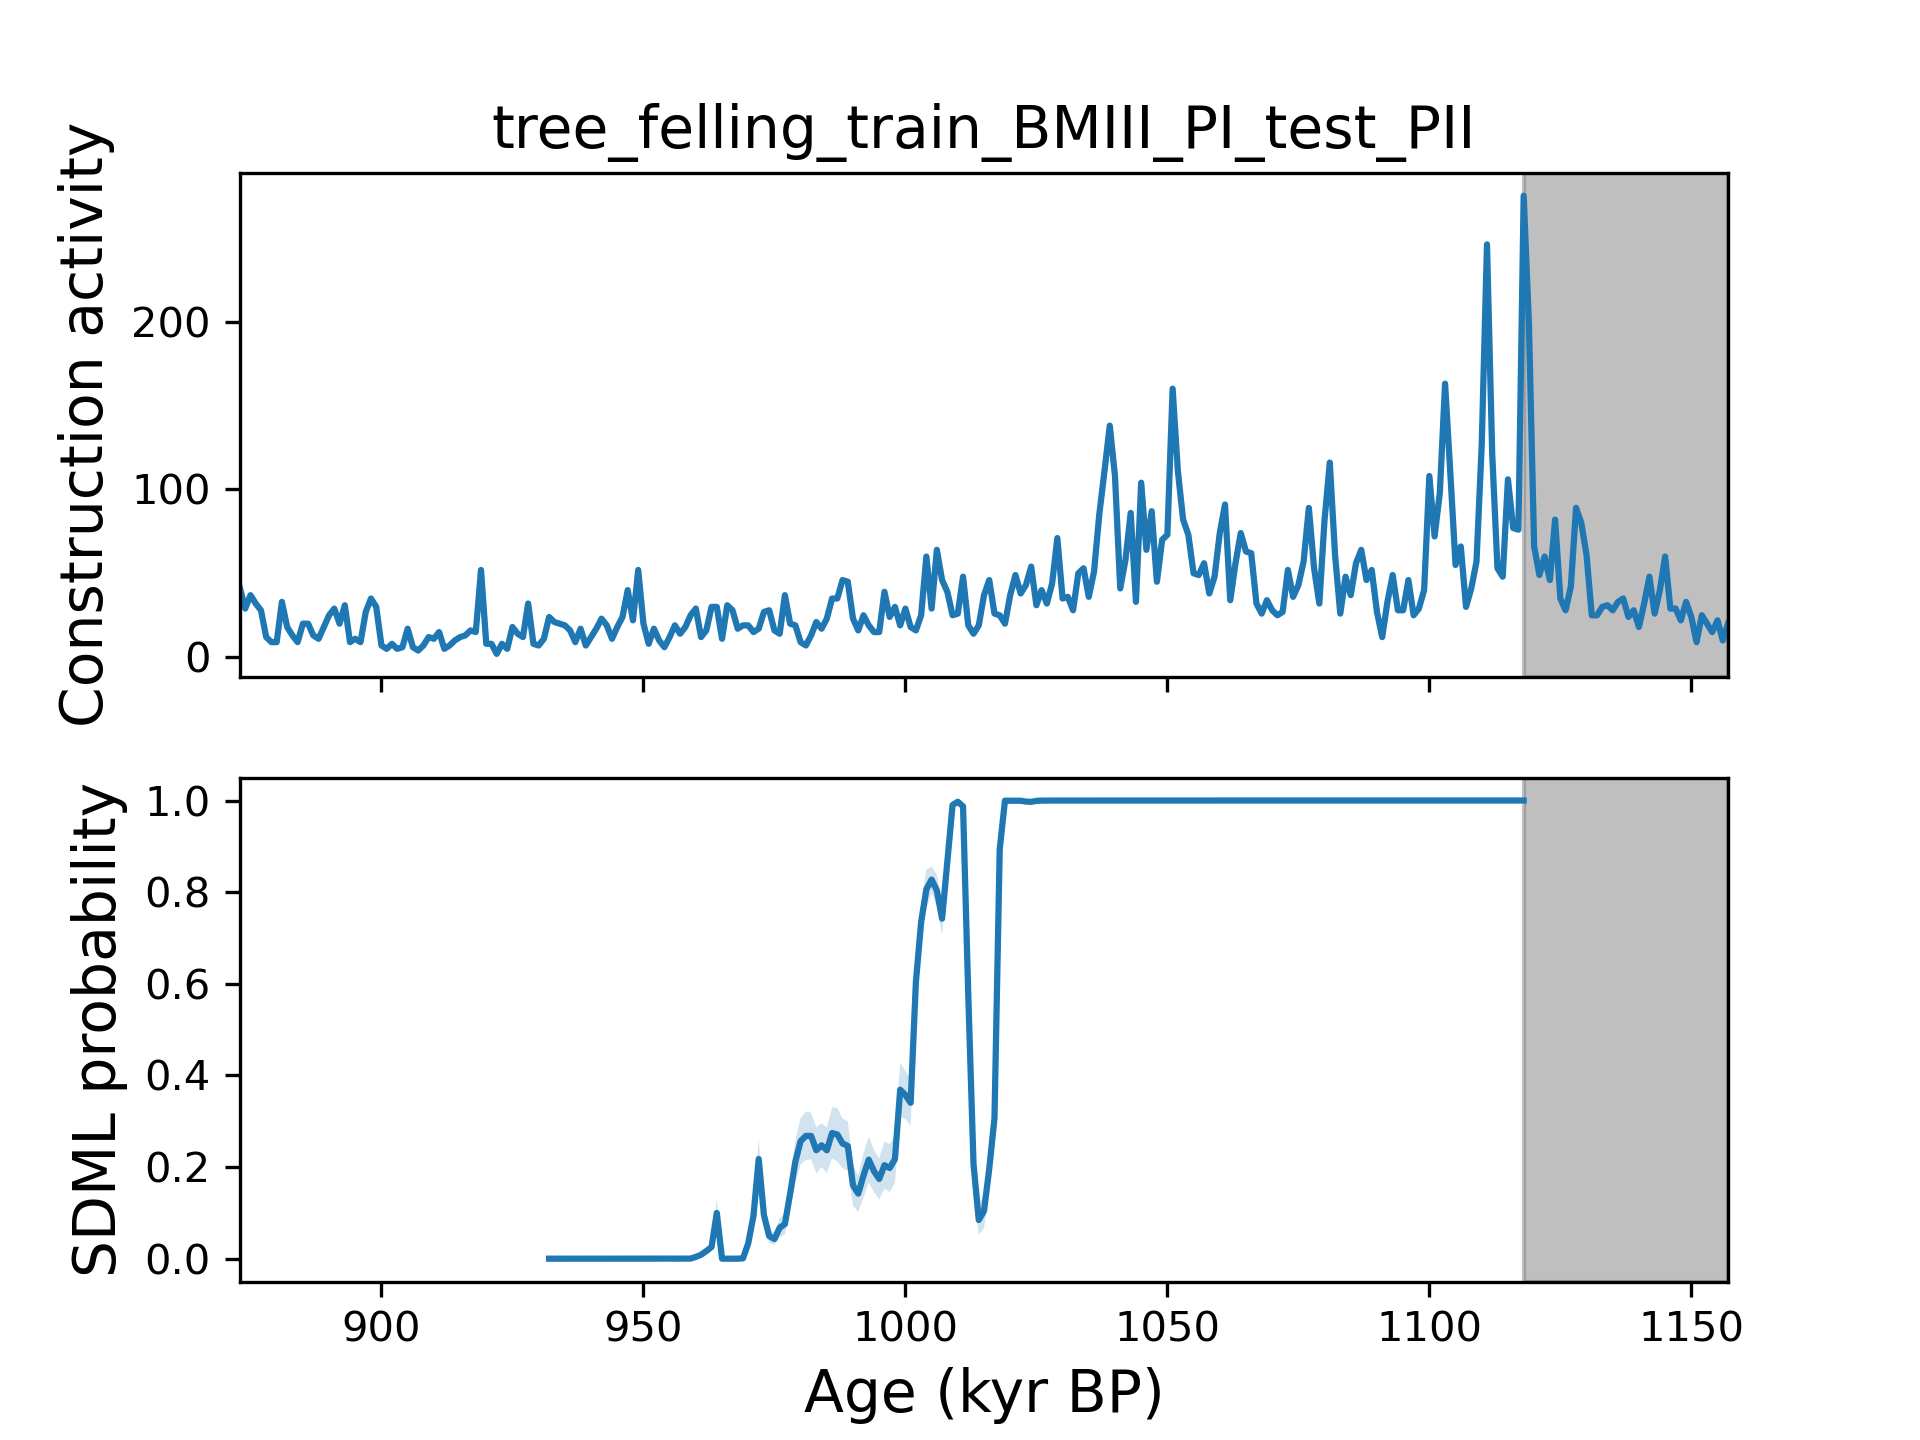 tree_felling_train_BMIII_PI_test_PII
Construction activity
200
100
0
SDML probability
1.0
0.8
0.6
0.4
0.2
0.0
900 950 1000 1050 1100 1150
Age (kyr BP)